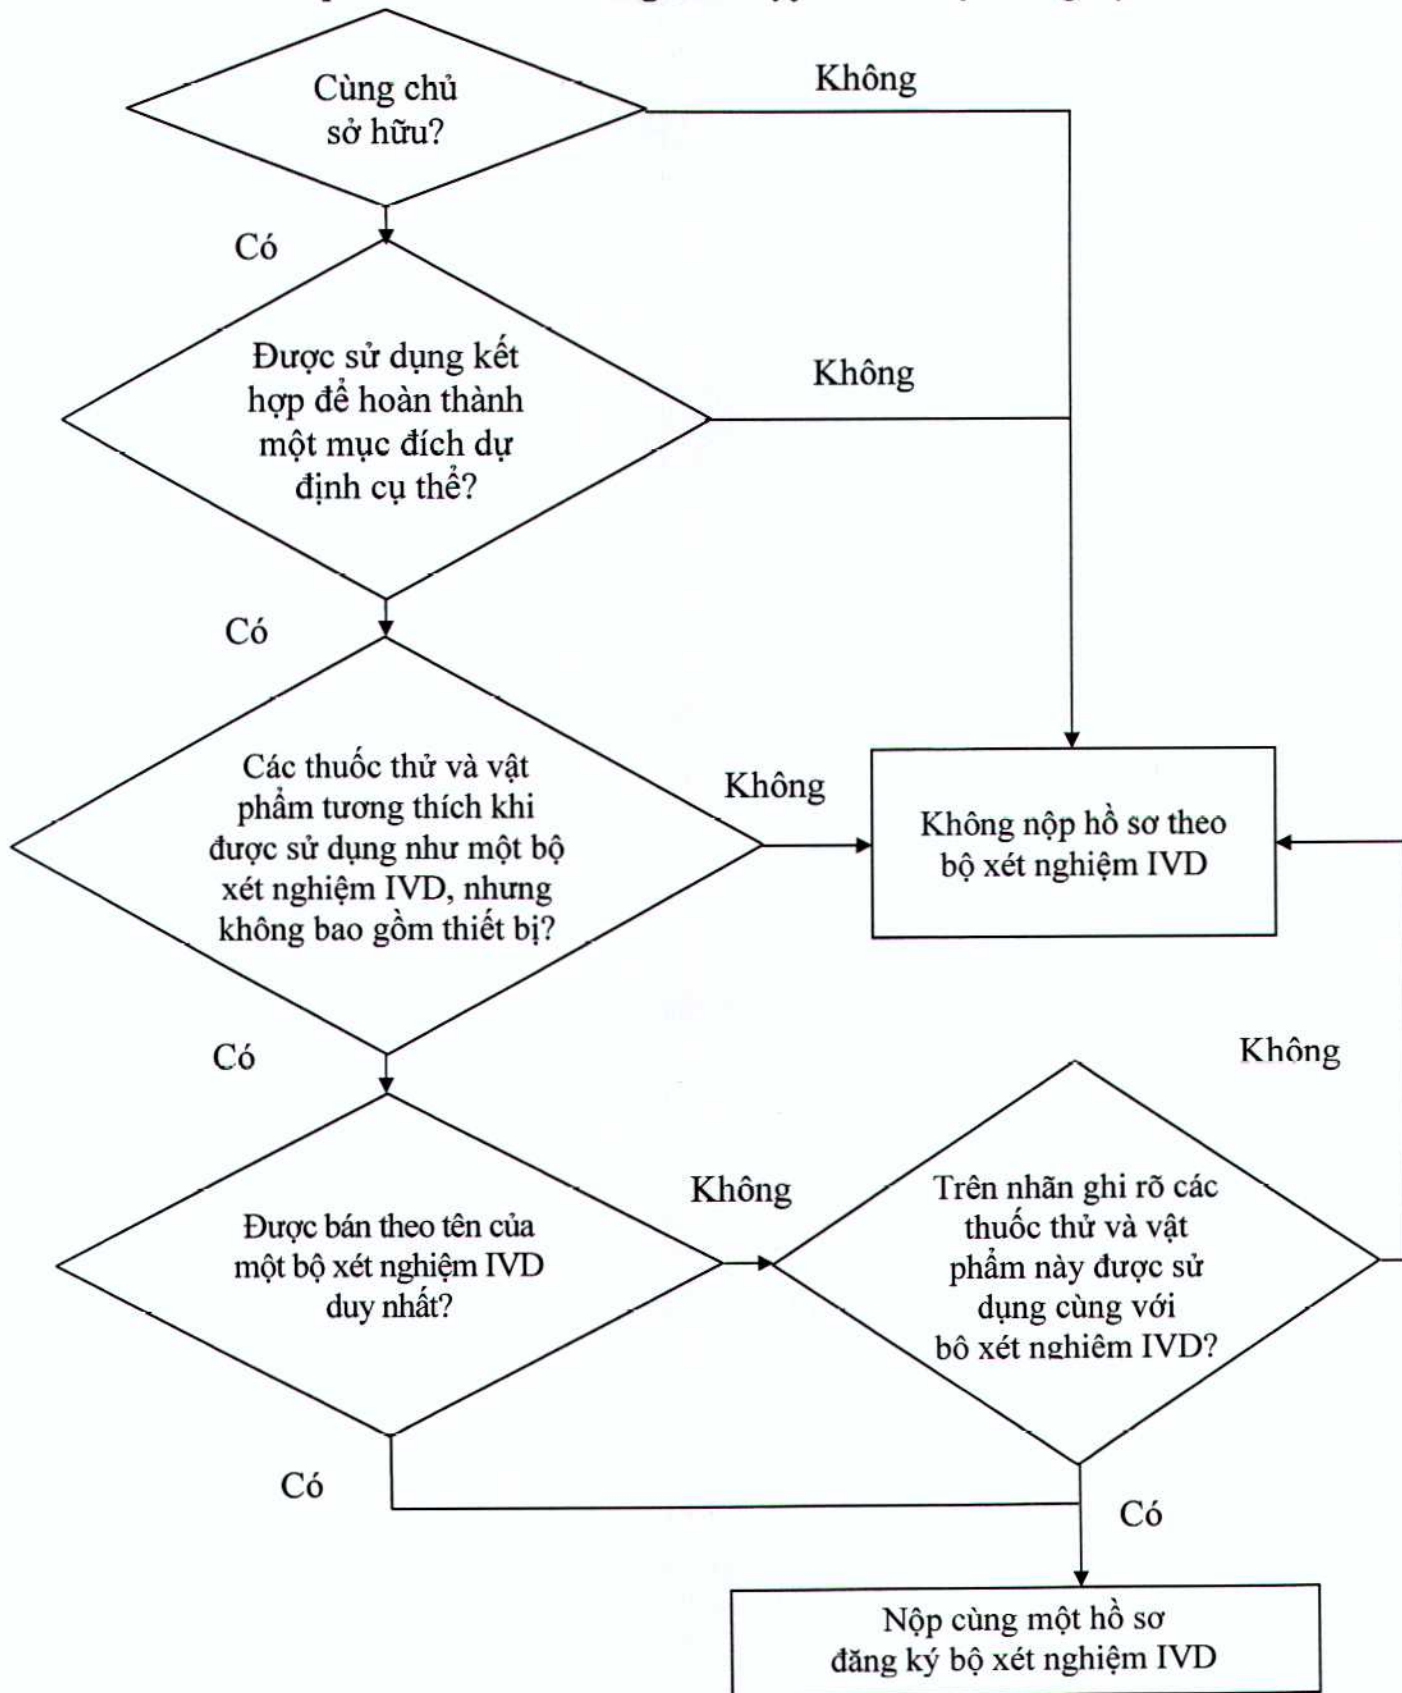 Cùng chủ
sở hữu?
Không
Có
Được sử dụng kết
hợp để hoàn thành
một mục đích dự
định cụ thể?
Không
Có
Các thuốc thử và vật
phẩm tương thích khi
được sử dụng như một bộ
xét nghiệm IVD, nhưng
không bao gồm thiết bị?
Không
Không nộp hồ sơ theo
bộ xét nghiệm IVD
Có
Được bán theo tên của
một bộ xét nghiệm IVD
duy nhất?
Không
Trên nhãn ghi rõ các
thuốc thử và vật
phẩm này được sử
dụng cùng với
bộ xét nghiệm IVD?
Không
Có
Có
Nộp cùng một hồ sơ
đăng ký bộ xét nghiệm IVD